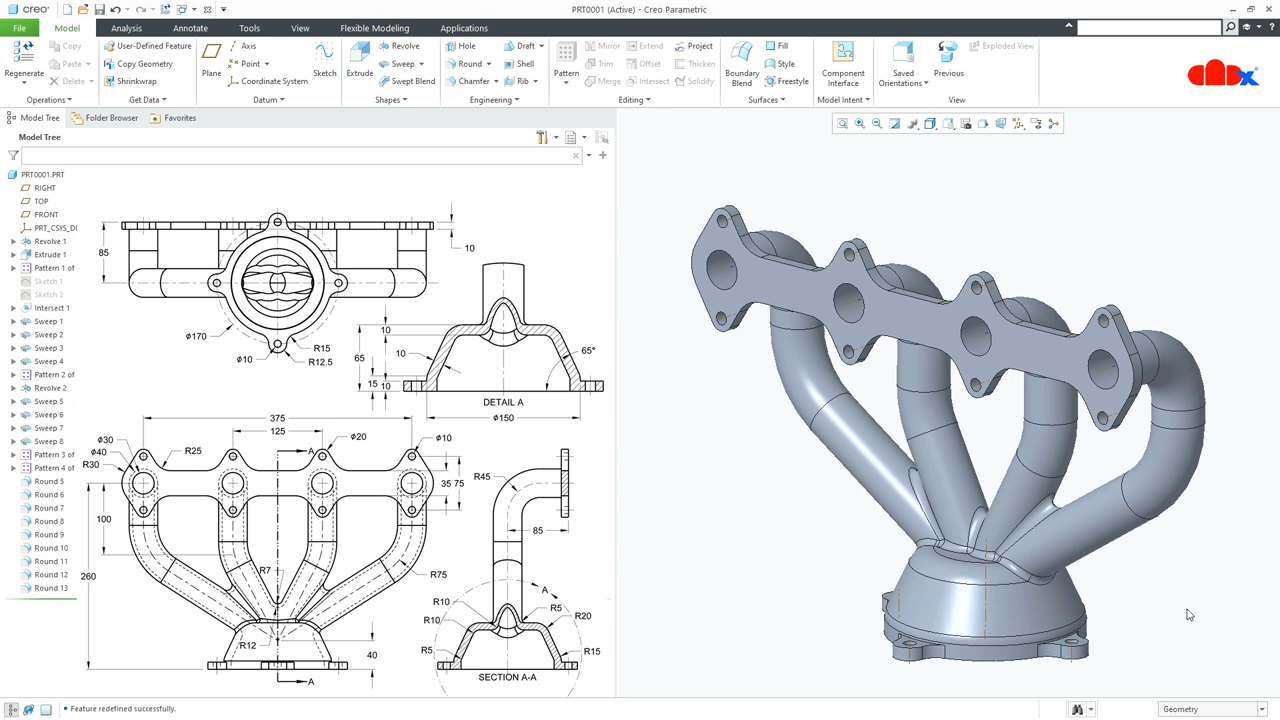 creo
PRT0001 (Active) - Creo Parametric
File
Model
Analysis
Annotate
Tools
View
Flexible Modeling
Applications
Regenerate
Copy
Paste
Delete
Operations
User-Defined Feature
Copy Geometry
Shrinkwrap
Get Data
Plane
Axis
Point
Coordinate System
Sketch
Datum
Extrude
Revolve
Sweep
Swept Blend
Shapes
Hole
Round
Chamfer
Draft
Shell
Rib
Engineering
Pattern
Mirror
Trim
Merge
Extend
Offset
Intersect
Project
Thicken
Solidify
Editing
Boundary Blend
Fill
Style
Freestyle
Surfaces
Component Interface
Model Intent
Saved Orientations
Previous
Exploded View
View
Model Tree
Folder Browser
Favorites
Model Tree
PRT0001.PRT
RIGHT
TOP
FRONT
PRT_CSYS_DI
Revolve 1
Extrude 1
Pattern 1 of
Sketch 1
Sketch 2
Intersect 1
Sweep 1
Sweep 2
Sweep 3
Sweep 4
Pattern 2 of
Revolve 2
Sweep 5
Sweep 6
Sweep 7
Sweep 8
Pattern 3 of
Pattern 4 of
Round 5
Round 6
Round 7
Round 8
Round 9
Round 10
Round 11
Round 12
Round 13
85
10
ϕ170
ϕ10
R15
R12.5
10
65
10
15
10
65°
DETAIL A
ϕ150
375
125
ϕ30
ϕ40
R30
R25
ϕ20
ϕ10
A
35
75
100
260
R7
R75
R12
40
A
R45
85
A
R10
R10
R5
R5
R20
R15
SECTION A-A
Feature redefined successfully.
Geometry